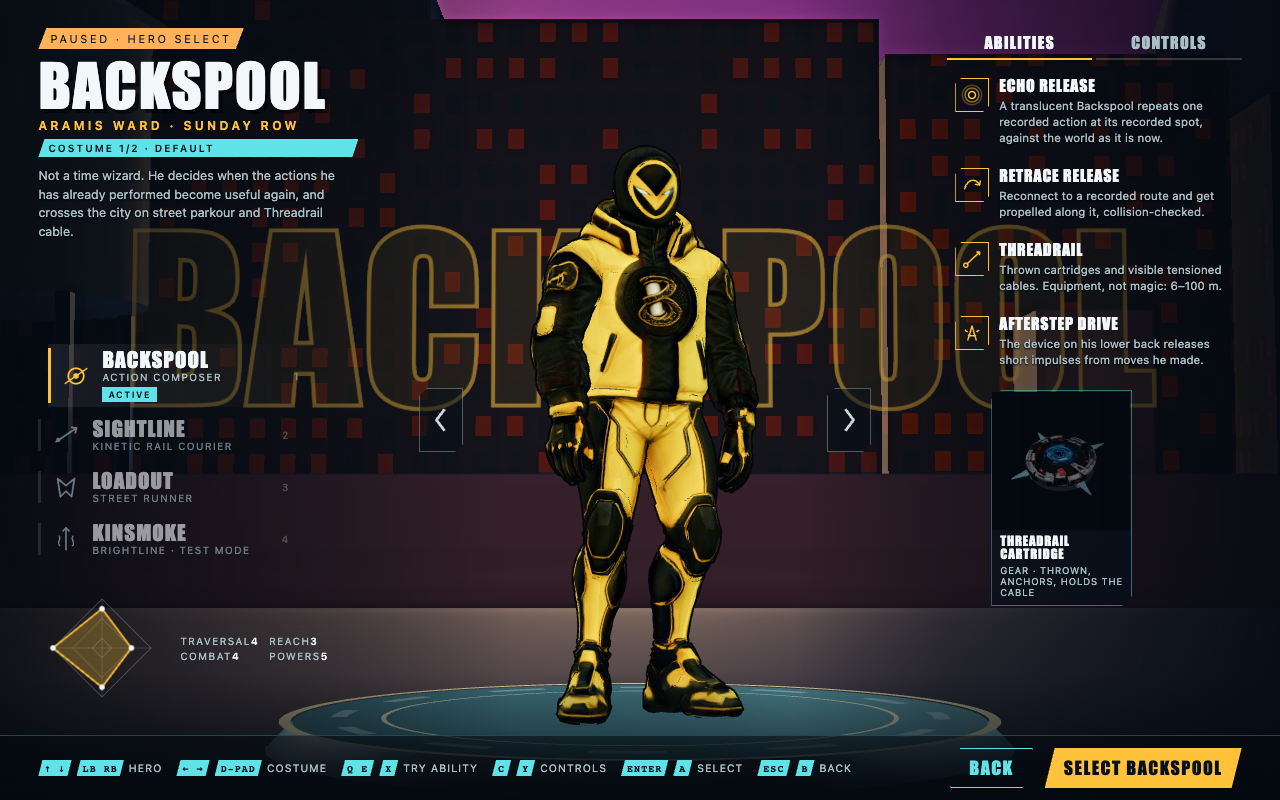 PAUSED · HERO SELECT
BACKSPOOL
ARAMIS WARD · SUNDAY ROW
COSTUME 1/2 · DEFAULT
Not a time wizard. He decides when the actions he
has already performed become useful again, and
crosses the city on street parkour and Threadrail
cable.
BACKSPOOL
BACKSPOOL
ACTION COMPOSER
1
ACTIVE
SIGHTLINE
KINETIC RAIL COURIER
2
LOADOUT
STREET RUNNER
3
KINSMOKE
BRIGHTLINE · TEST MODE
4
TRAVERSAL4 REACH3
COMBAT4 POWERS5
ABILITIES CONTROLS
ECHO RELEASE
A translucent Backspool repeats one
recorded action at its recorded spot,
against the world as it is now.
RETRACE RELEASE
Reconnect to a recorded route and get
propelled along it, collision-checked.
THREADRAIL
Thrown cartridges and visible tensioned
cables. Equipment, not magic: 6–100 m.
AFTERSTEP DRIVE
The device on his lower back releases
short impulses from moves he made.
B
THREADRAIL
CARTRIDGE
GEAR · THROWN,
ANCHORS, HOLDS THE
CABLE
↑ ↓ LB RB HERO ← → D-PAD COSTUME Q E X TRY ABILITY C Y CONTROLS ENTER A SELECT ESC B BACK
BACK SELECT BACKSPOOL